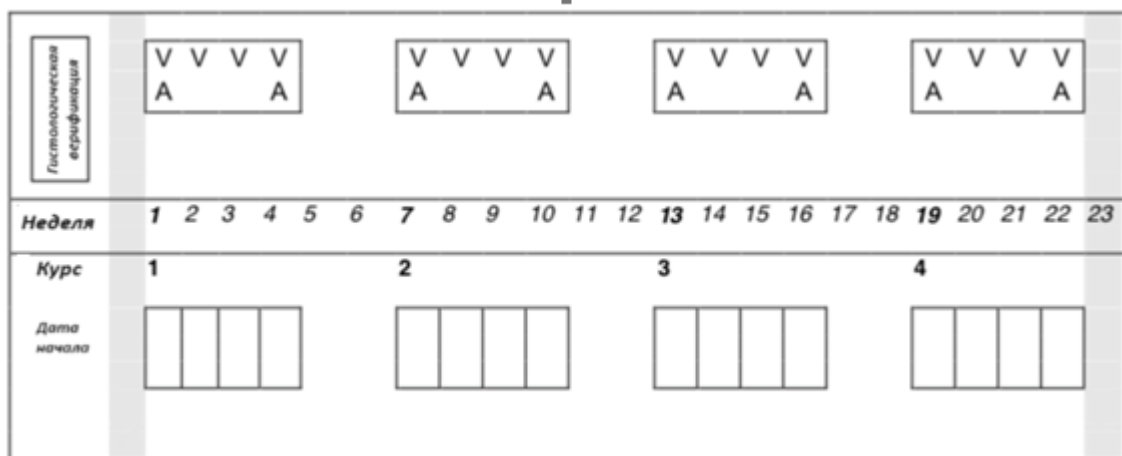 Гистологическая
верификация
V V V V V V V V V V V V V V V V
A A A A A A A A
Неделя 1 2 3 4 5 6 7 8 9 10 11 12 13 14 15 16 17 18 19 20 21 22 23
Курс 1 2 3 4
Дата
начала